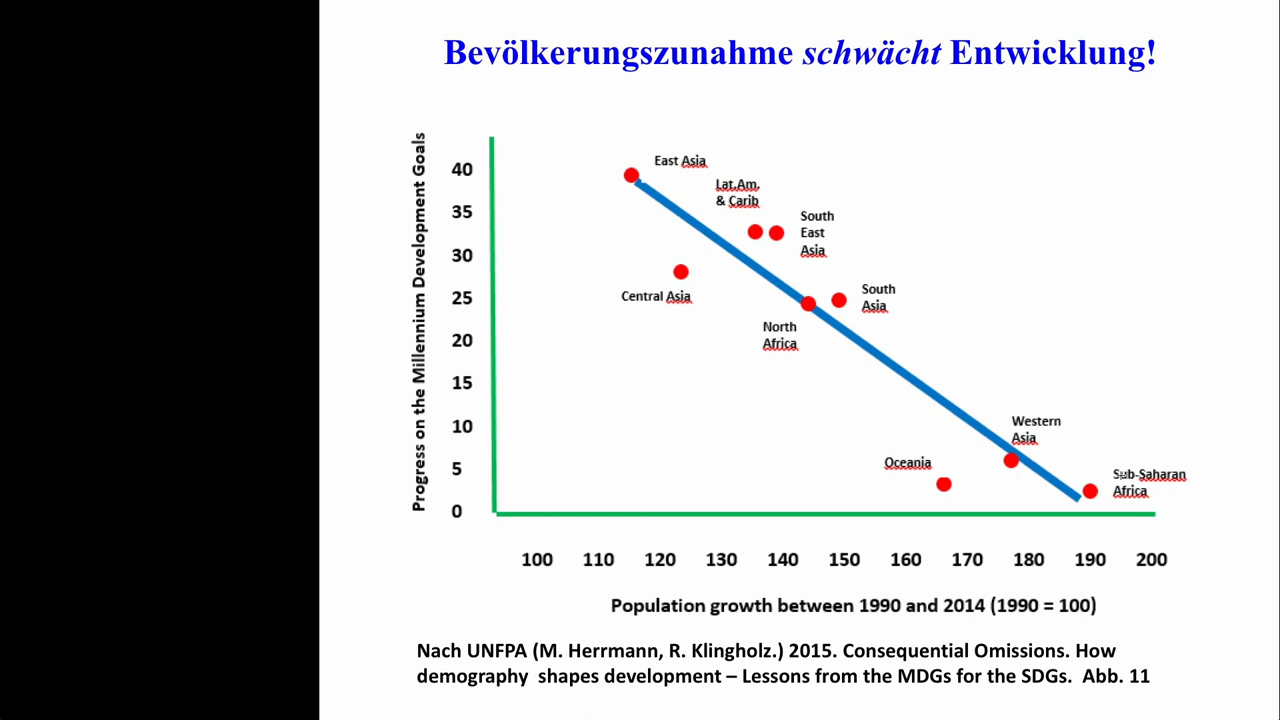 Bevölkerungszunahme schwächt Entwicklung!
Progress on the Millennium Development Goals
40
35
30
25
20
15
10
5
0
East Asia
Lat.Am.
& Carib
South
East
Asia
Central Asia
South
Asia
North
Africa
Western
Asia
Oceania
Sub-Saharan
Africa
100 110 120 130 140 150 160 170 180 190 200
Population growth between 1990 and 2014 (1990 = 100)
Nach UNFPA (M. Herrmann, R. Klingholz.) 2015. Consequential Omissions. How
demography shapes development – Lessons from the MDGs for the SDGs. Abb. 11